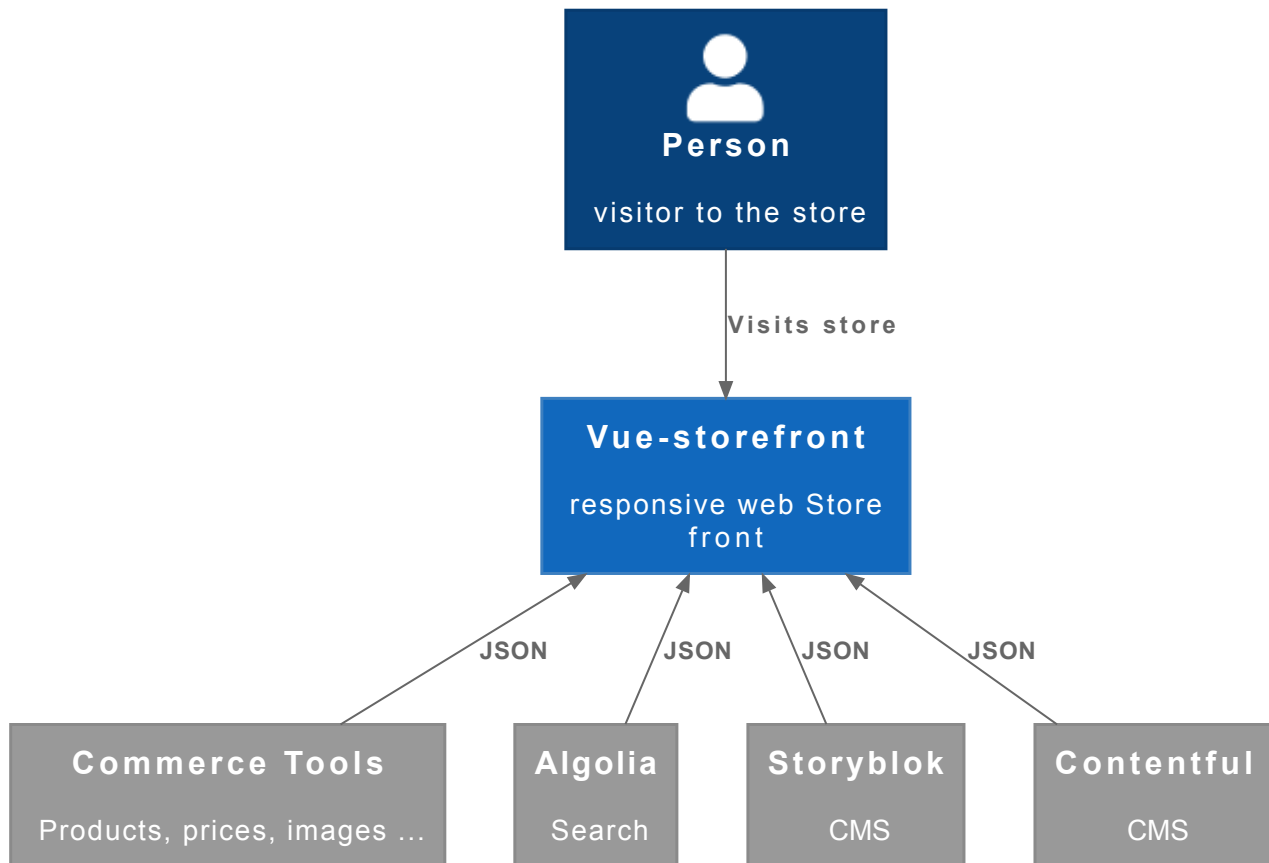 Person
visitor to the store
Visits store
Vue-storefront
responsive web Store
front
JSON
JSON
JSON
JSON
Commerce Tools
Products, prices, images ...
Algolia
Search
Storyblok
CMS
Contentful
CMS